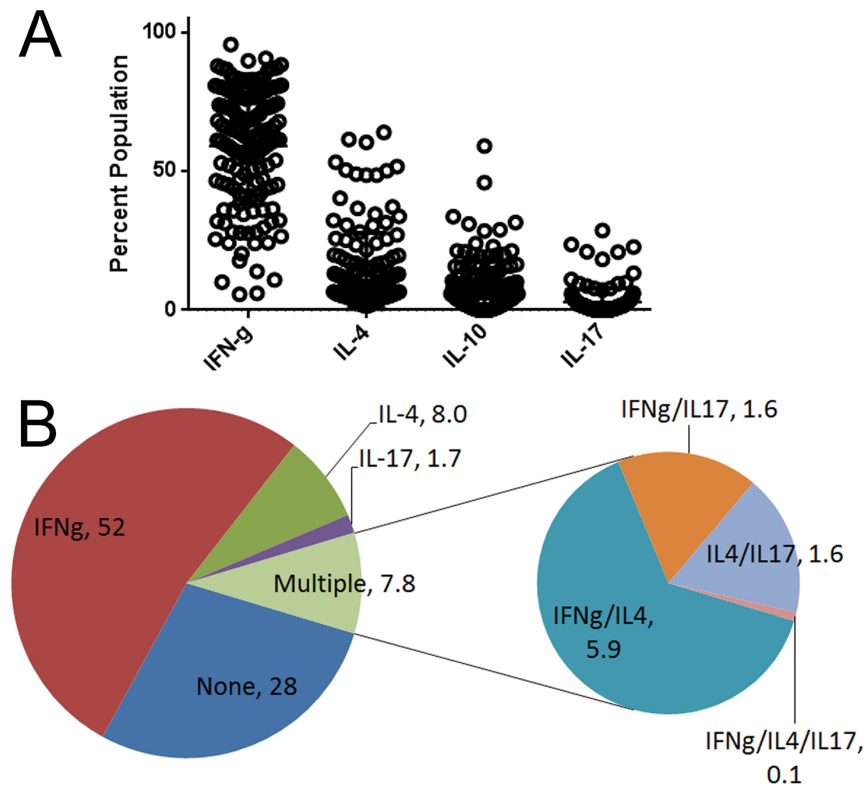 A
Percent Population
100
50
0
IFN-g
IL-4
IL-10
IL-17
B
IL-4, 8.0
IL-17, 1.7
IFNg, 52
Multiple, 7.8
None, 28
IFNg/IL17, 1.6
IL4/IL17, 1.6
IFNg/IL4,
5.9
IFNg/IL4/IL17,
0.1